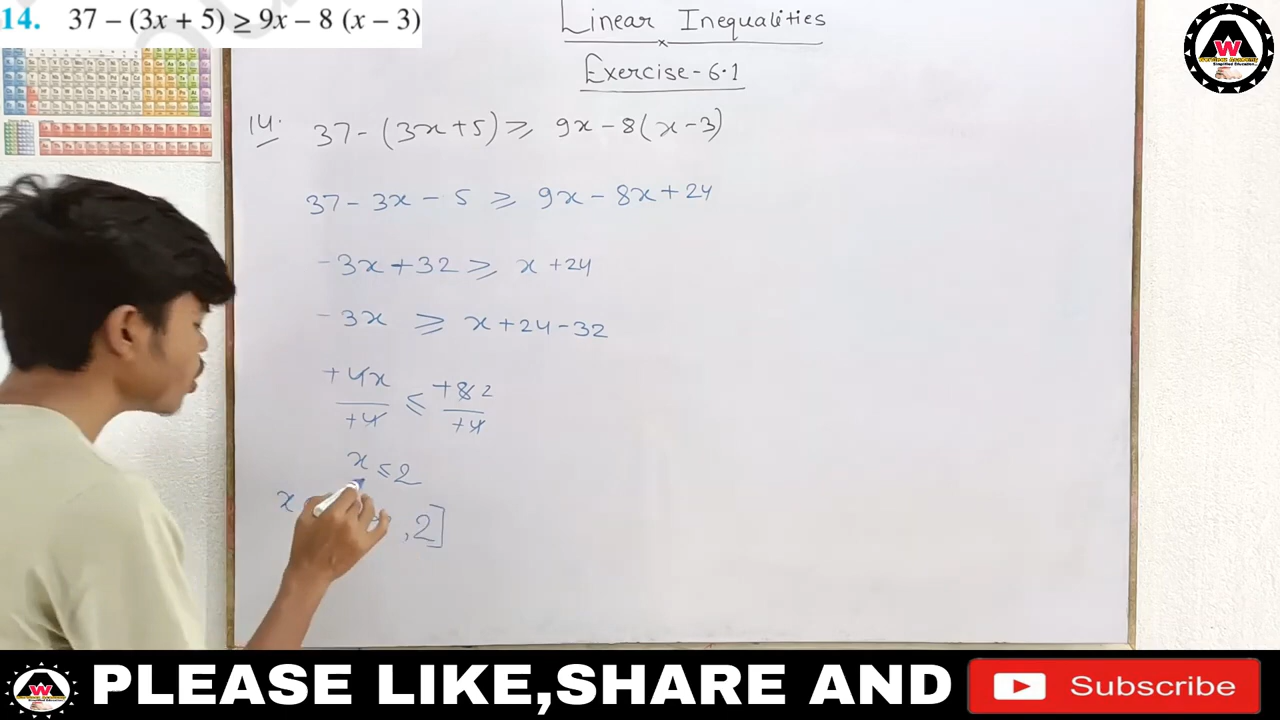 14. 37 – (3x + 5) ≥ 9x – 8 (x – 3)
Linear Inequalities
Exercise-6.1
14. 37-(3x+5) ≥ 9x-8(x-3)
37-3x-5 ≥ 9x-8x+24
-3x+32 ≥ x+24
-3x ≥ x+24-32
+4x/+4 ≤ +8 2/+4
x ≤ 2
x , 2]
AW
PLEASE LIKE,SHARE AND Subscribe